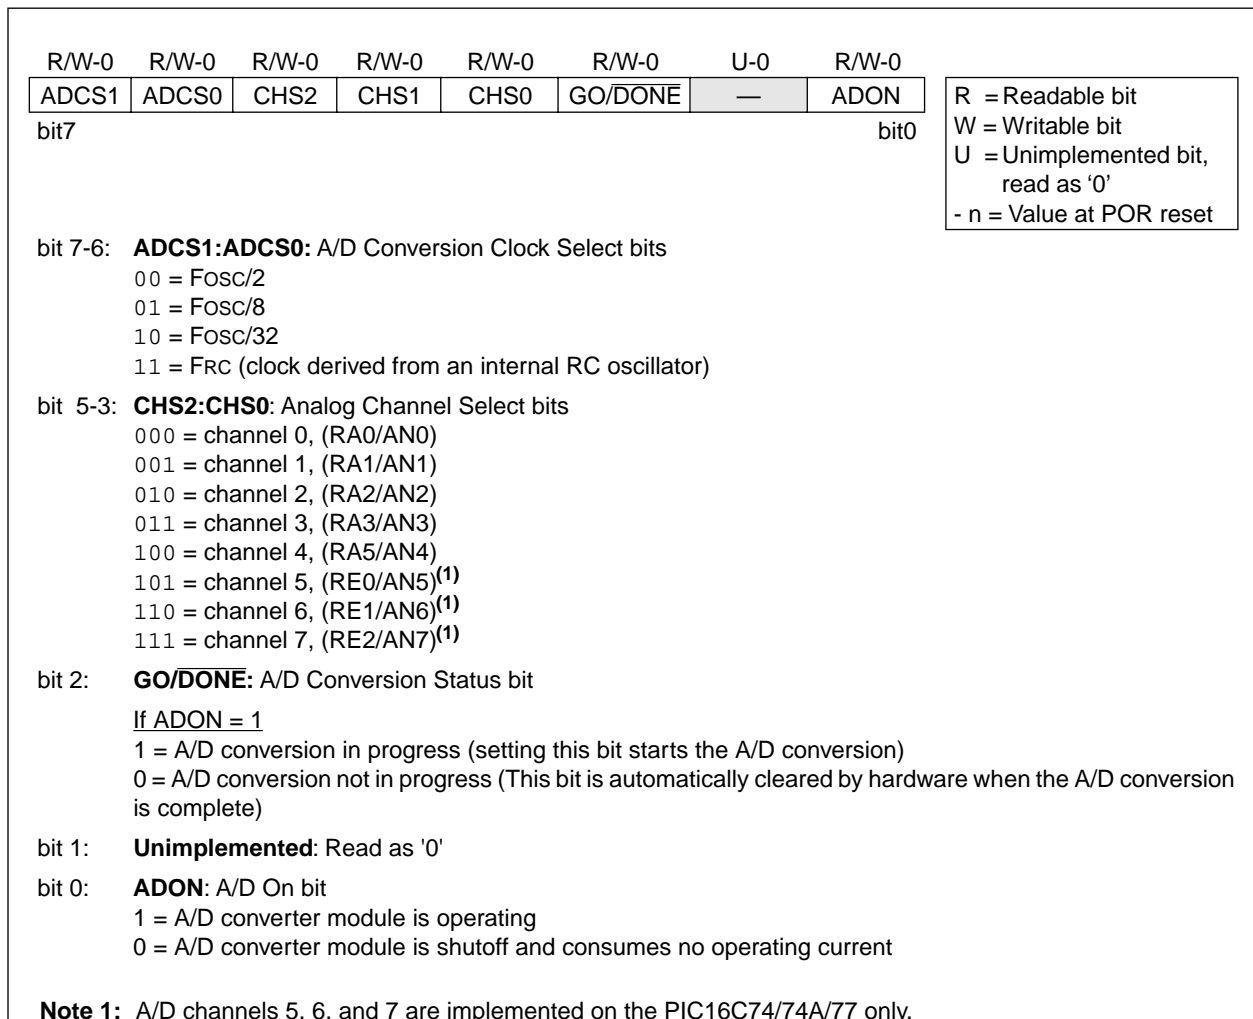 R/W-0 R/W-0 R/W-0 R/W-0 R/W-0 R/W-0 U-0 R/W-0
ADCS1 ADCS0 CHS2 CHS1 CHS0 GO/DONE — ADON
bit7 bit0
R = Readable bit
W = Writable bit
U = Unimplemented bit,
read as ‘0’
- n = Value at POR reset
bit 7-6: ADCS1:ADCS0: A/D Conversion Clock Select bits
00 = FOSC/2
01 = FOSC/8
10 = FOSC/32
11 = FRC (clock derived from an internal RC oscillator)
bit 5-3: CHS2:CHS0: Analog Channel Select bits
000 = channel 0, (RA0/AN0)
001 = channel 1, (RA1/AN1)
010 = channel 2, (RA2/AN2)
011 = channel 3, (RA3/AN3)
100 = channel 4, (RA5/AN4)
101 = channel 5, (RE0/AN5)(1)
110 = channel 6, (RE1/AN6)(1)
111 = channel 7, (RE2/AN7)(1)
bit 2: GO/DONE: A/D Conversion Status bit
If ADON = 1
1 = A/D conversion in progress (setting this bit starts the A/D conversion)
0 = A/D conversion not in progress (This bit is automatically cleared by hardware when the A/D conversion
is complete)
bit 1: Unimplemented: Read as '0'
bit 0: ADON: A/D On bit
1 = A/D converter module is operating
0 = A/D converter module is shutoff and consumes no operating current
Note 1: A/D channels 5, 6, and 7 are implemented on the PIC16C74/74A/77 only.